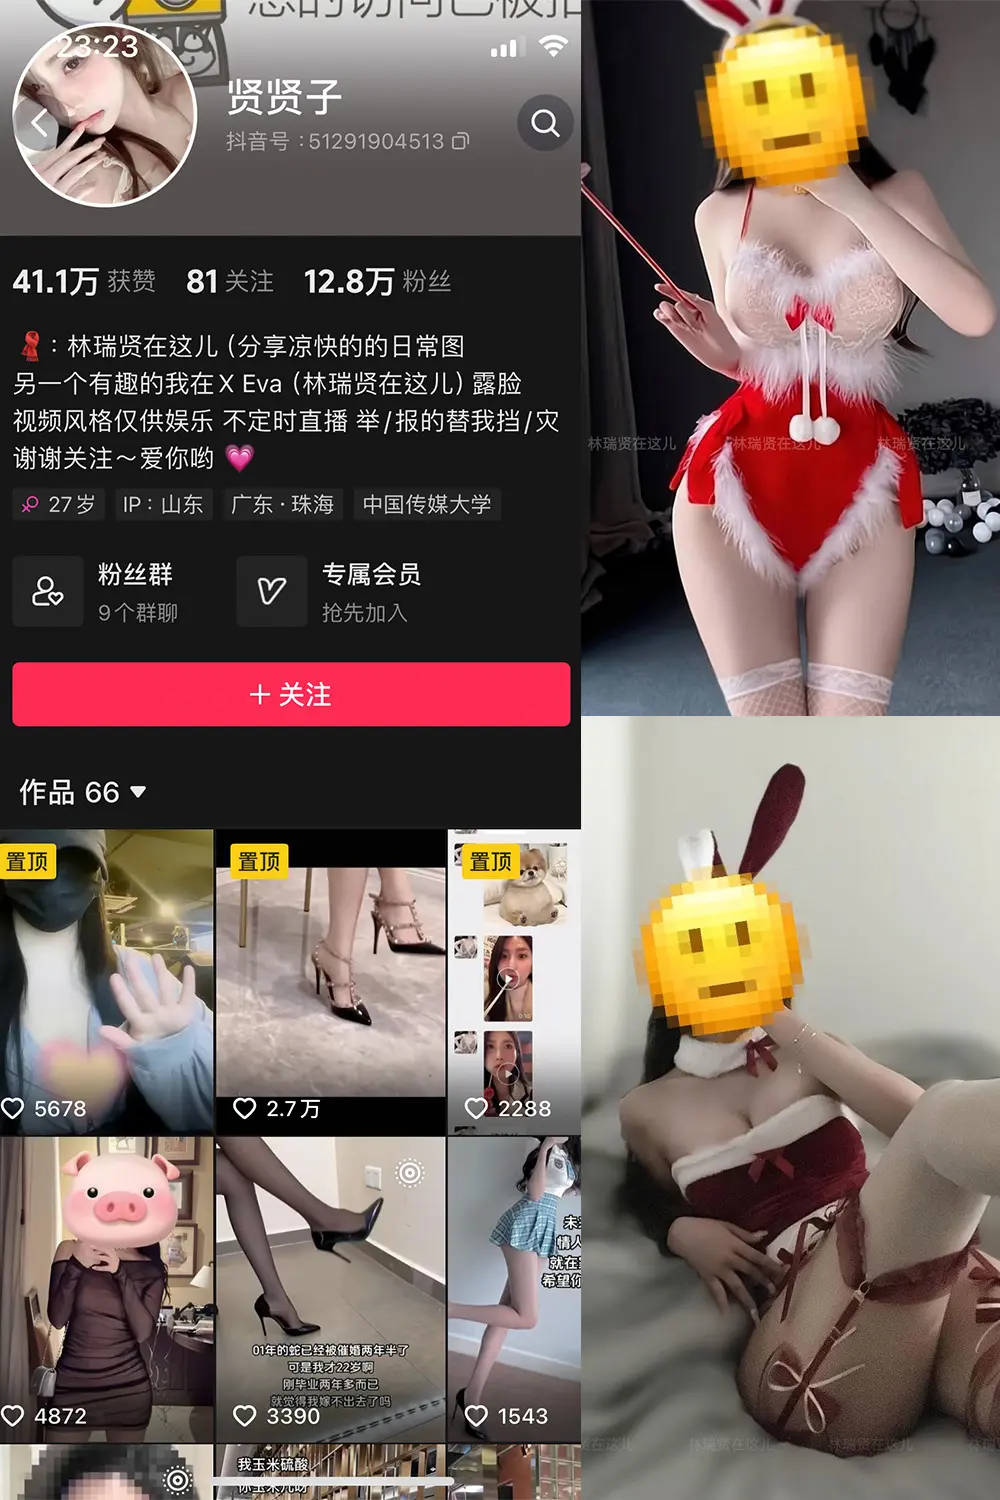 您的访问已被拒
23:23
贤贤子
抖音号：51291904513
41.1万 获赞 81 关注 12.8万 粉丝
：林瑞贤在这儿 (分享凉快的的日常图
另一个有趣的我在X Eva（林瑞贤在这儿）露脸
视频风格仅供娱乐 不定时直播 举/报的替我挡/灾
谢谢关注～爱你哟
27岁 IP：山东 广东·珠海 中国传媒大学
粉丝群 专属会员
9个群聊 抢先加入
＋关注
作品 66
置顶 置顶 置顶
5678 2.7万 2288
未
情人
就在
希望你
01年的蛇已经被催婚两年半了
可是我才22岁啊
刚毕业两年多而已
就觉得我嫁不出去了吗
4872 3390 1543
我玉米硫酸
林瑞贤在这儿 林瑞贤在这儿 林瑞贤在这儿
在这儿 林瑞贤在这儿 林瑞贤在这儿